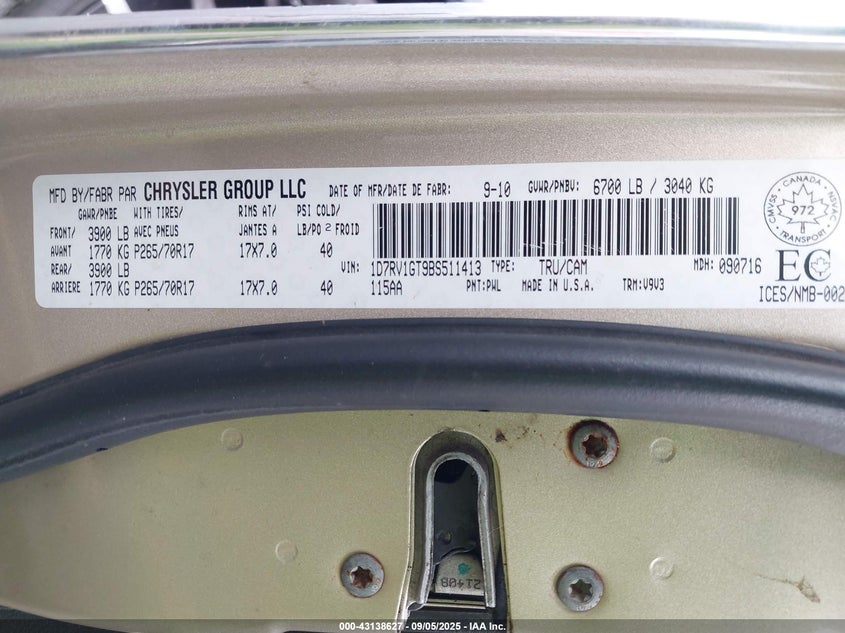 MFD BY/FABR PAR CHRYSLER GROUP LLC DATE OF MFR/DATE DE FABR: 9-10 GVWR/PNBV: 6700 LB / 3040 KG
GAWR/PNBE WITH TIRES/ RIMS AT/ PSI COLD/
FRONT/ 3900 LB AVEC PNEUS JANTES A LB/PO 2 FROID
AVANT 1770 KG P265/70R17 17X7.0 40
REAR/ 3900 LB
ARRIERE 1770 KG P265/70R17 17X7.0 40
VIN: 1D7RV1GT9BS511413 TYPE: TRU/CAM MDH: 090716
115AA PNT:PWL MADE IN U.S.A. TRM:V9V3
CANADA
CMVSS 972 NSVAC
TRANSPORT
EC
ICES/NMB-002
2140B
000-43138627 - 09/05/2025 - IAA Inc.